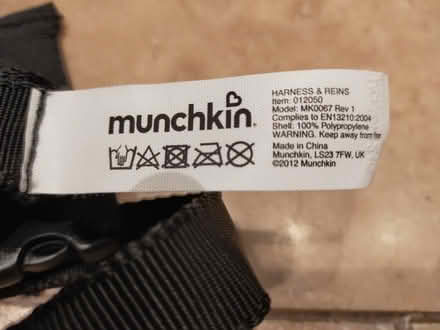 munchkin
HARNESS & REINS
Item: 012050
Model: MK0067 Rev 1
Complies to EN13210:2004
Shell: 100% Polypropylene
WARNING. Keep away from fire
Made in China
Munchkin, LS23 7FW, UK
©2012 Munchkin